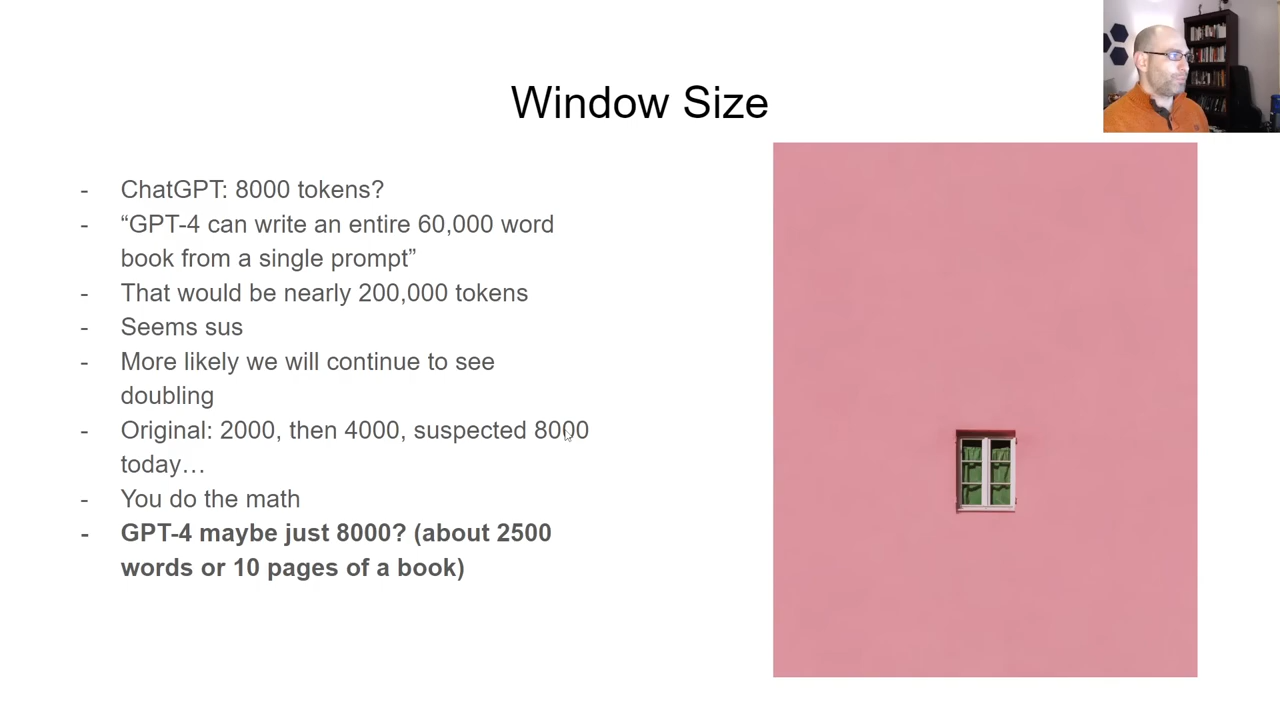 Window Size
- ChatGPT: 8000 tokens?
- “GPT-4 can write an entire 60,000 word
book from a single prompt”
- That would be nearly 200,000 tokens
- Seems sus
- More likely we will continue to see
doubling
- Original: 2000, then 4000, suspected 8000
today…
- You do the math
- GPT-4 maybe just 8000? (about 2500
words or 10 pages of a book)